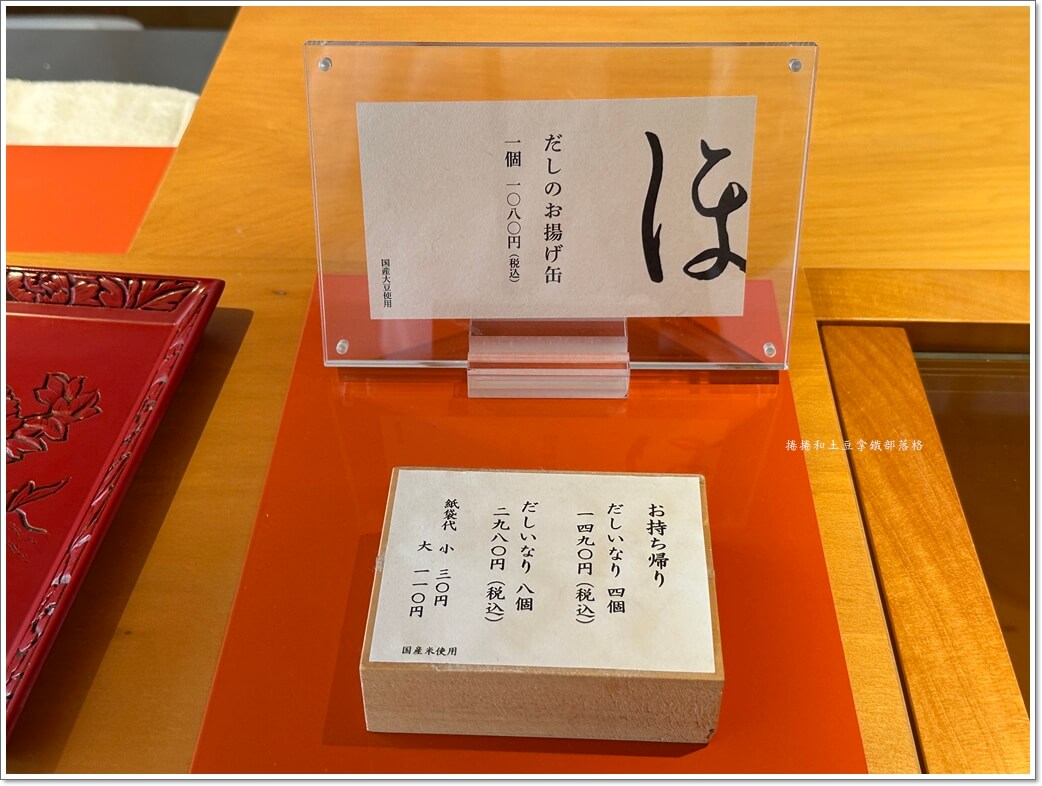 ほ
だしのお揚げ缶
一個 一〇八〇円（税込）
国産大豆使用
お持ち帰り
だしいなり 四個
一四九〇円（税込）
だしいなり 八個
二九八〇円（税込）
紙袋代 小 三〇円
大 一一〇円
国産米使用
捲捲和土豆拿鐵部落格